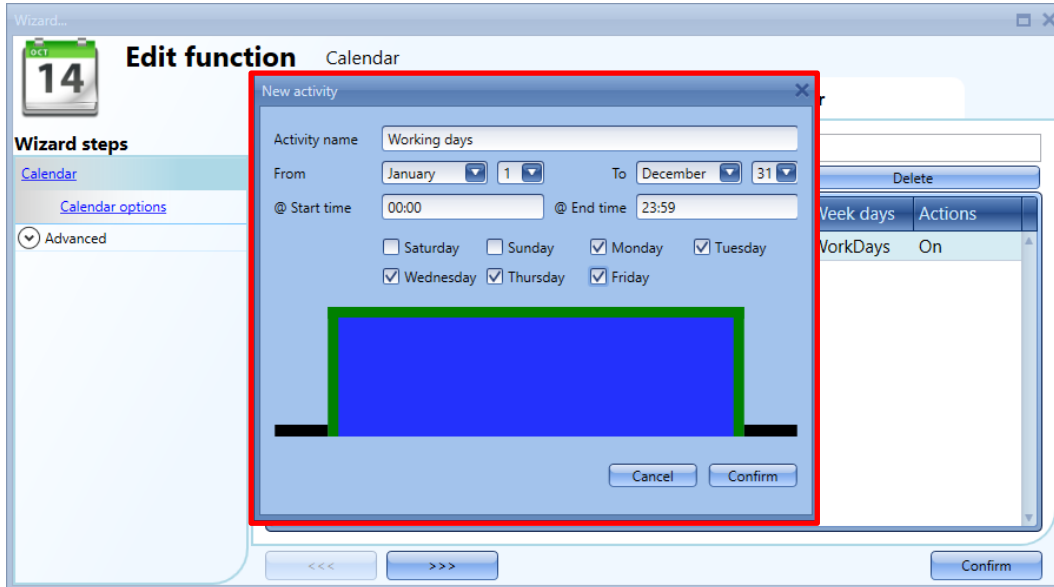 Wizard...
OCT
14
Edit function Calendar
Wizard steps
Calendar
Calendar options
Advanced
New activity
Activity name Working days
From January 1 To December 31
@ Start time 00:00 @ End time 23:59
Saturday Sunday Monday Tuesday
Wednesday Thursday Friday
Cancel Confirm
r
Delete
Week days Actions
WorkDays On
<<< >>> Confirm